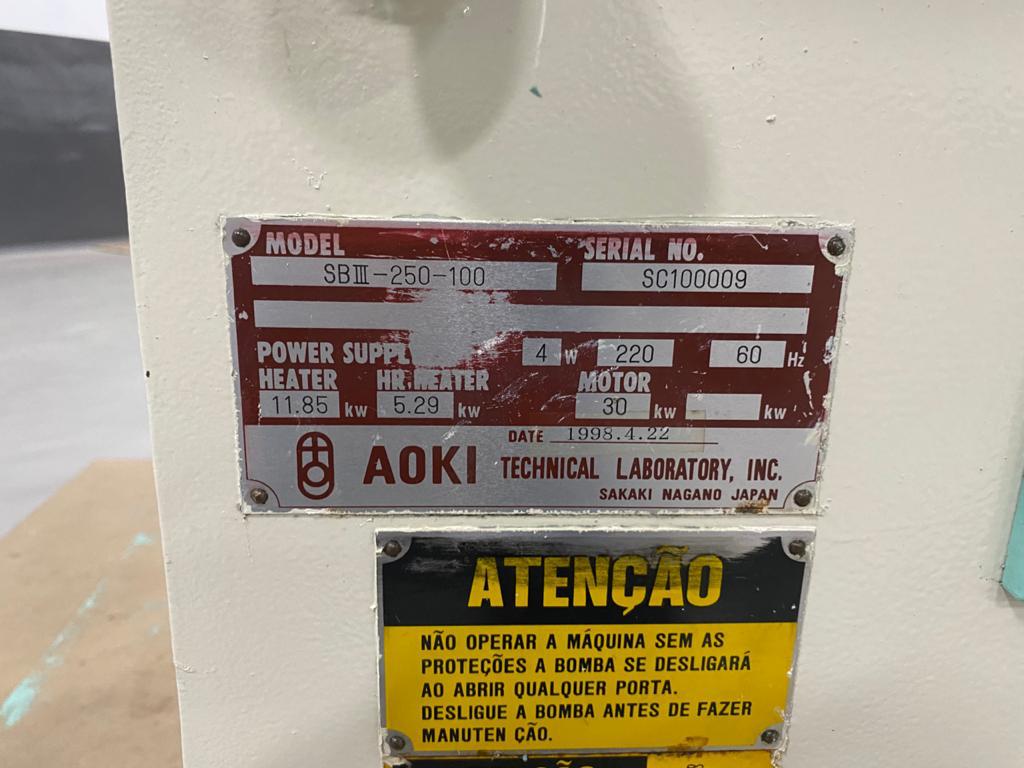 MODEL SERIAL NO.
SBⅢ-250-100 SC100009
POWER 4 W 220 60 Hz
HEATER HR.HEATER MOTOR
11.85 kw 5.29 kw 30 kw kw
DATE 1998.4.22
AOKI TECHNICAL LABORATORY, INC.
SAKAKI NAGANO JAPAN
ATENÇÃO
NÃO OPERAR A MÁQUINA SEM AS
PROTEÇÕES A BOMBA SE DESLIGARÁ
AO ABRIR QUALQUER PORTA.
DESLIGUE A BOMBA ANTES DE FAZER
MANUTEN ÇÃO.